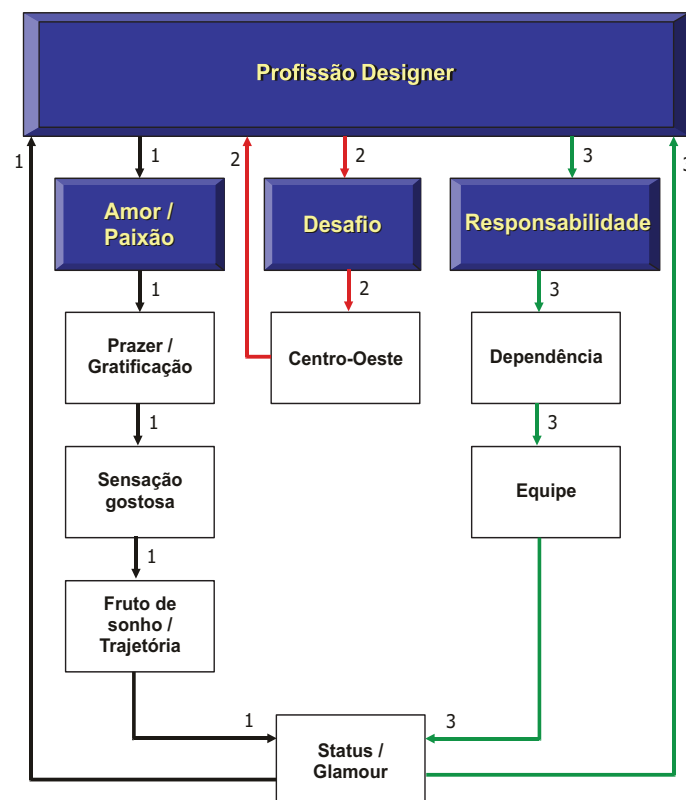 Profissão Designer
1
1
2
2
3
3
Amor /
Paixão
Desafio
Responsabilidade
1
2
3
Prazer /
Gratificação
Centro-Oeste
Dependência
1
3
Sensação
gostosa
Equipe
1
Fruto de
sonho /
Trajetória
1
3
Status /
Glamour